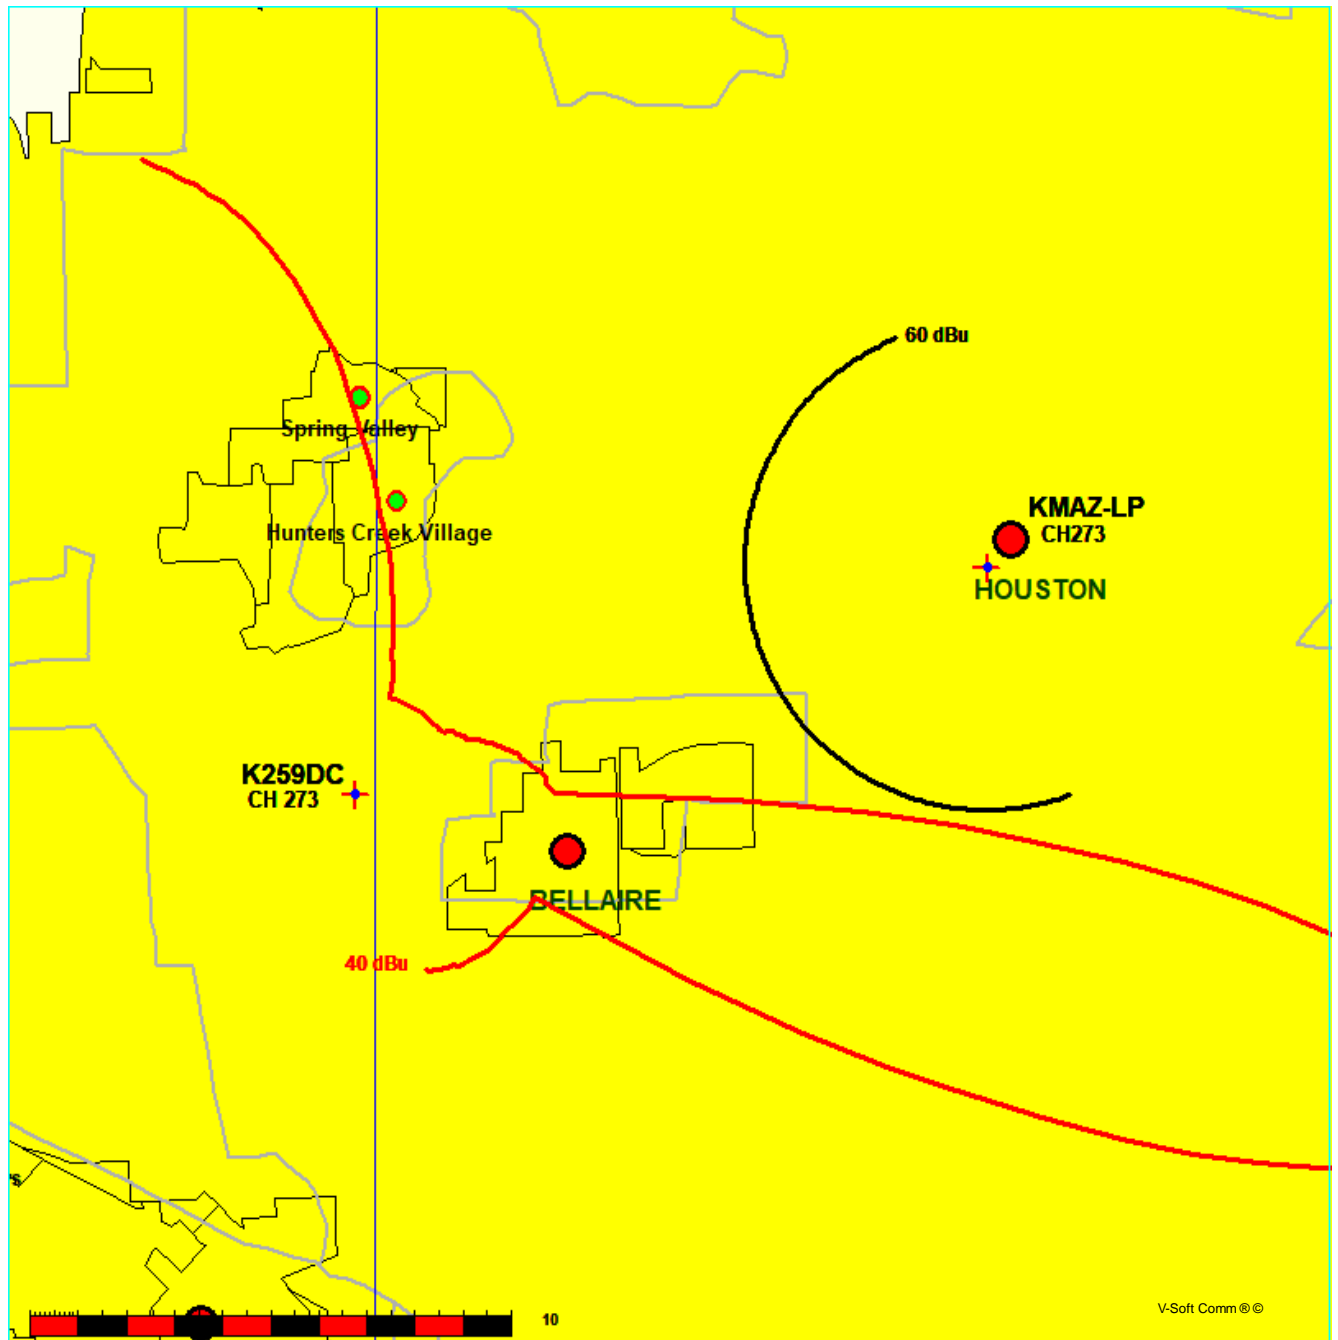 60 dBu
Spring Valley
KMAZ-LP
CH273
Hunters Creek Village
HOUSTON
K259DC
CH 273
BELLAIRE
40 dBu
s
10
V-Soft Comm ® ©